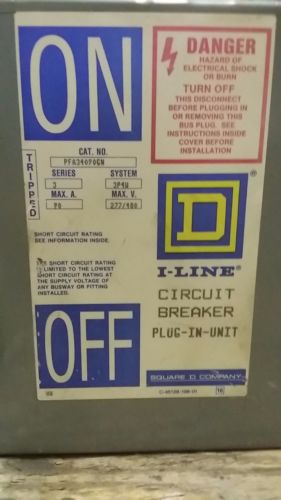 ON
DANGER
HAZARD OF
ELECTRICAL SHOCK
OR BURN
TURN OFF
THIS DISCONNECT
BEFORE PLUGGING IN
OR REMOVING THIS
BUS PLUG. SEE
INSTRUCTIONS INSIDE
COVER BEFORE
INSTALLATION
CAT. NO.
PFA34090GN
SERIES SYSTEM
3 3P4W
MAX. A. MAX. V.
90 277/480
TRIPPED
SHORT CIRCUIT RATING
SEE INFORMATION INSIDE.
SHORT CIRCUIT RATING
LIMITED TO THE LOWEST
SHORT CIRCUIT RATING AT
THE SUPPLY VOLTAGE OF
ANY BUSWAY OR FITTING
INSTALLED.
D
®
I-LINE®
CIRCUIT
BREAKER
PLUG-IN-UNIT
OFF
SQUARE D COMPANY